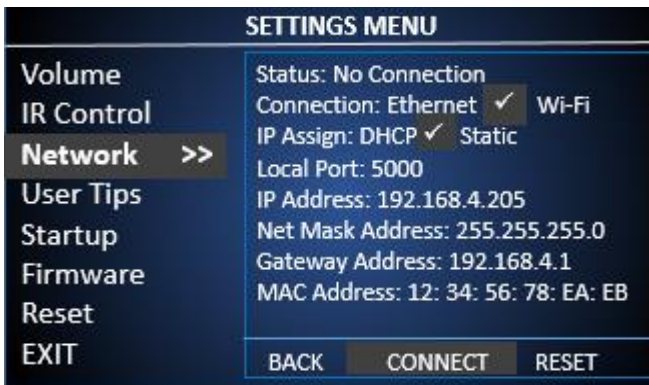 SETTINGS MENU
Volume
IR Control
Network >>
User Tips
Startup
Firmware
Reset
EXIT
Status: No Connection
Connection: Ethernet ✓ Wi-Fi
IP Assign: DHCP ✓ Static
Local Port: 5000
IP Address: 192.168.4.205
Net Mask Address: 255.255.255.0
Gateway Address: 192.168.4.1
MAC Address: 12: 34: 56: 78: EA: EB
BACK CONNECT RESET